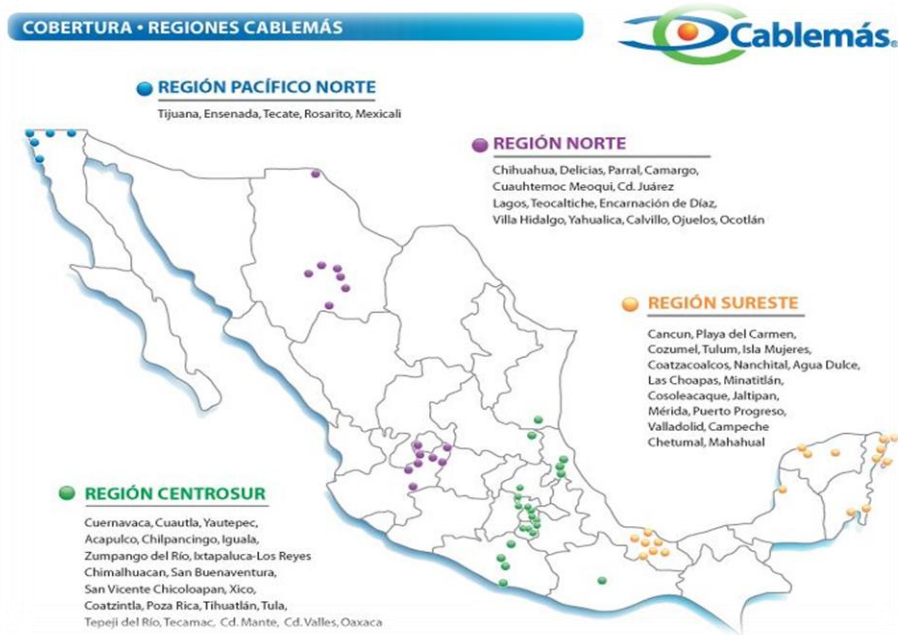 COBERTURA • REGIONES CABLEMÁS
Cablemás®
REGIÓN PACÍFICO NORTE
Tijuana, Ensenada, Tecate, Rosarito, Mexicali
REGIÓN NORTE
Chihuahua, Delicias, Parral, Camargo,
Cuauhtemoc Meoqui, Cd. Juárez
Lagos, Teocaltiche, Encarnación de Díaz,
Villa Hidalgo, Yahualica, Calvillo, Ojuelos, Ocotlán
REGIÓN SURESTE
Cancun, Playa del Carmen,
Cozumel, Tulum, Isla Mujeres,
Coatzacoalcos, Nanchital, Agua Dulce,
Las Choapas, Minatitlán,
Cosoleacaque, Jaltipan,
Mérida, Puerto Progreso,
Valladolid, Campeche
Chetumal, Mahahual
REGIÓN CENTROSUR
Cuernavaca, Cuautla, Yautepec,
Acapulco, Chilpancingo, Iguala,
Zumpango del Río, Ixtapaluca-Los Reyes
Chimalhuacan, San Buenaventura,
San Vicente Chicoloapan, Xico,
Coatzintla, Poza Rica, Tihuatlán, Tula,
Tepeji del Río, Tecamac, Cd. Mante, Cd. Valles, Oaxaca